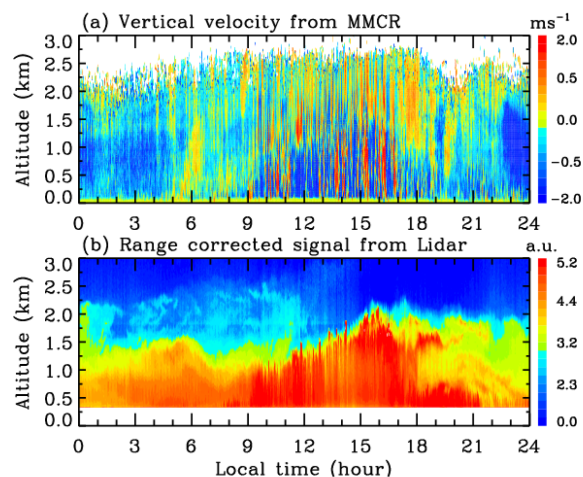 (a) Vertical velocity from MMCR
ms⁻¹
3.0
2.5
2.0
1.5
1.0
0.5
0.0
Altitude (km)
2.0
1.0
-0.5
-2.0
0 3 6 9 12 15 18 21 24
(b) Range corrected signal from Lidar
a.u.
3.0
2.5
2.0
1.5
1.0
0.5
0.0
Altitude (km)
5.2
4.4
3.2
2.3
0.0
0 3 6 9 12 15 18 21 24
Local time (hour)